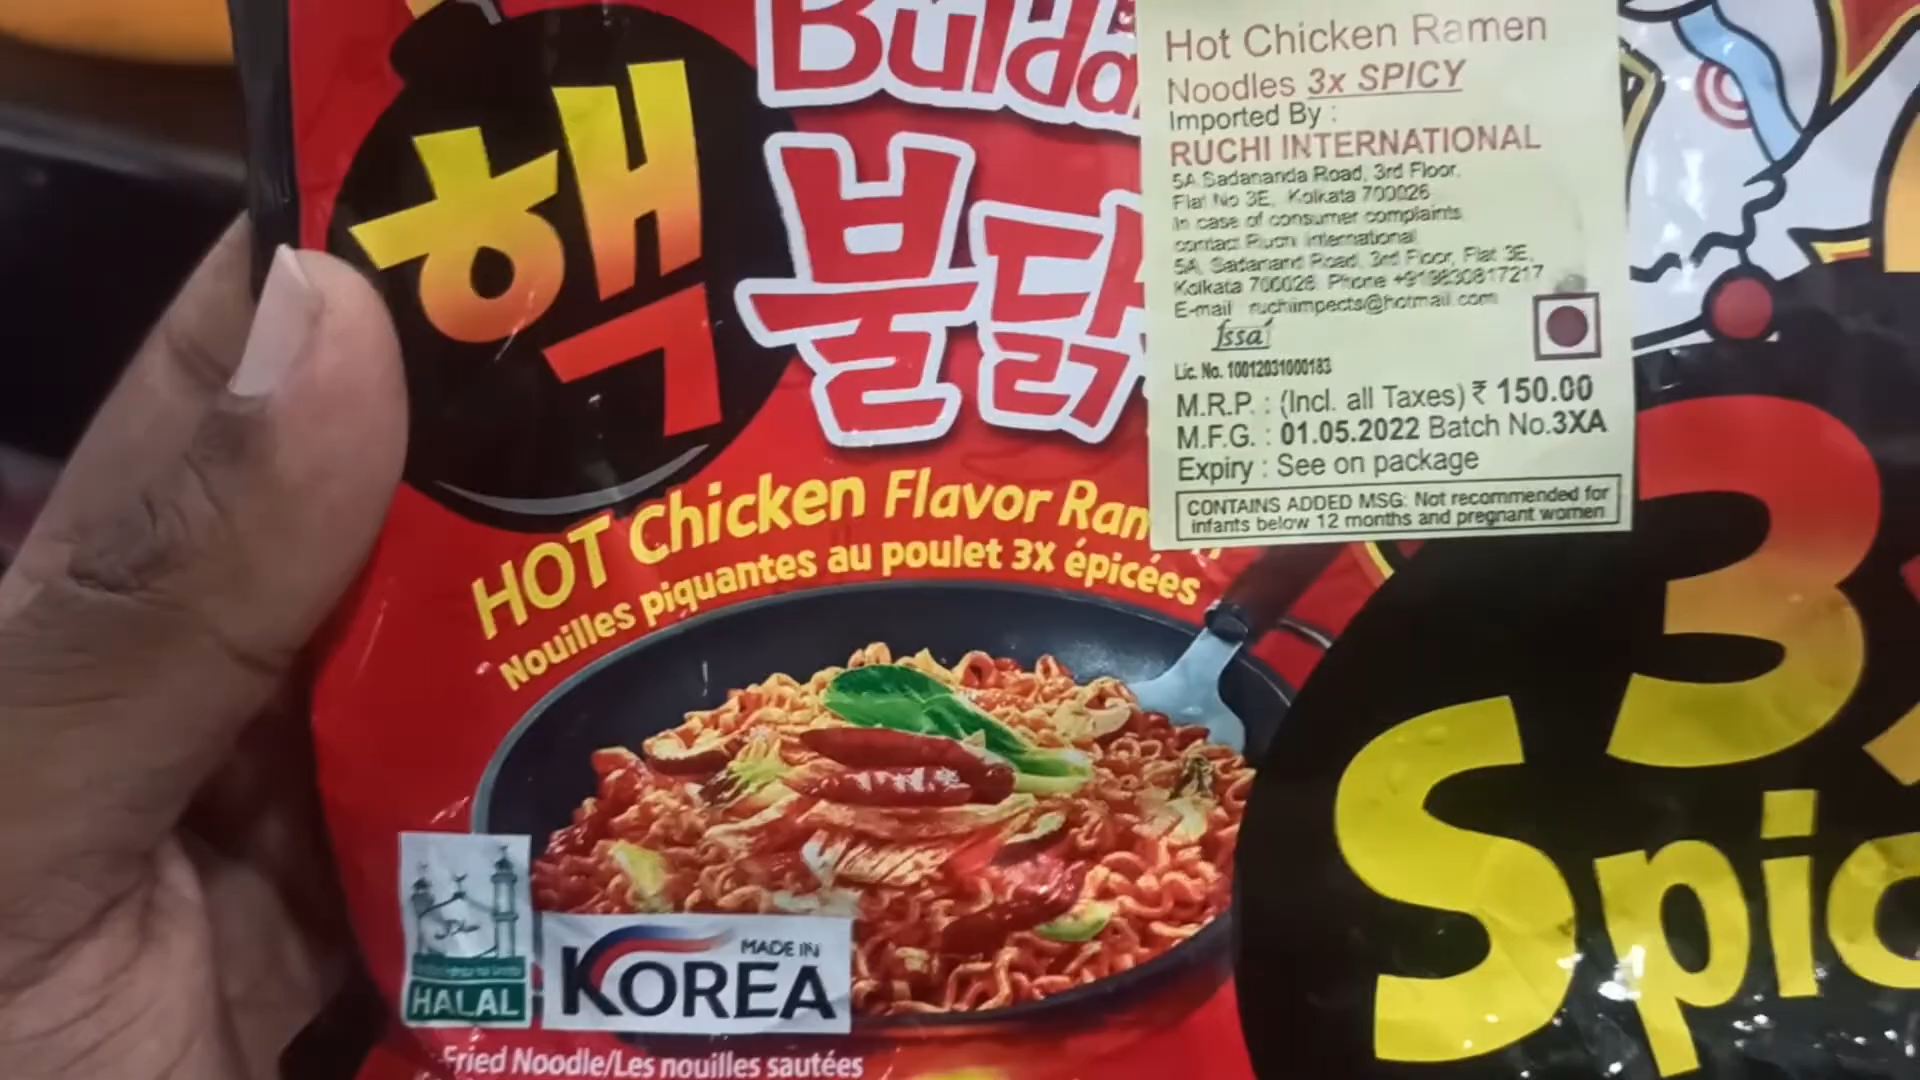 Bulda
핵
불닭
HOT Chicken Flavor Ram
Nouilles piquantes au poulet 3X épicées
Hot Chicken Ramen
Noodles 3x SPICY
Imported By :
RUCHI INTERNATIONAL
5A Sadananda Road, 3rd Floor,
Flat No 3E, Kolkata 700026
In case of consumer complaints
contact Ruchi International
5A, Sadanand Road, 3rd Floor, Flat 3E,
Kolkata 700026. Phone +919830817217
E-mail ruchiimpects@hotmail.com
fssai
Lic. No. 10012031000183
M.R.P. : (Incl. all Taxes) ₹ 150.00
M.F.G. : 01.05.2022 Batch No.3XA
Expiry : See on package
CONTAINS ADDED MSG: Not recommended for
infants below 12 months and pregnant women
3
Spic
HALAL
MADE IN
KOREA
Fried Noodle/Les nouilles sautées